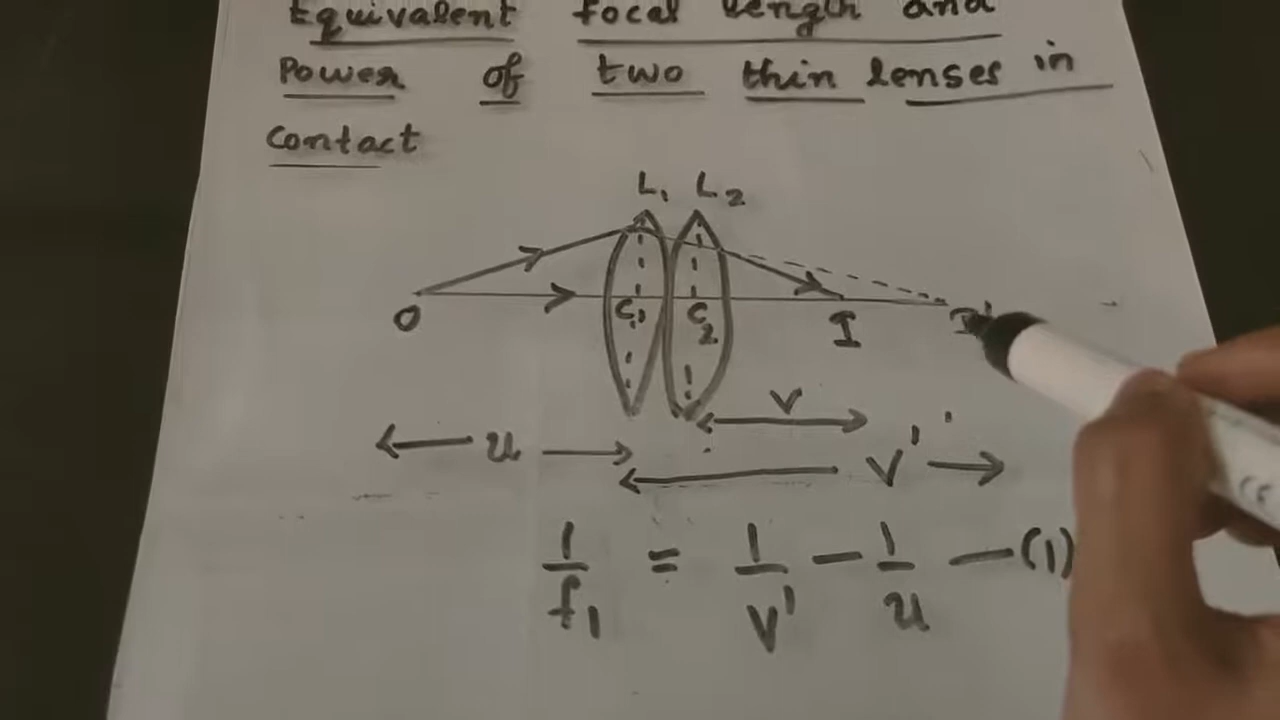 Equivalent focal length and
Power of two thin lenses in
contact
L₁ L₂
O C₁ C₂ I I'
v
u v'
1/f₁ = 1/v' - 1/u - (1)
CE